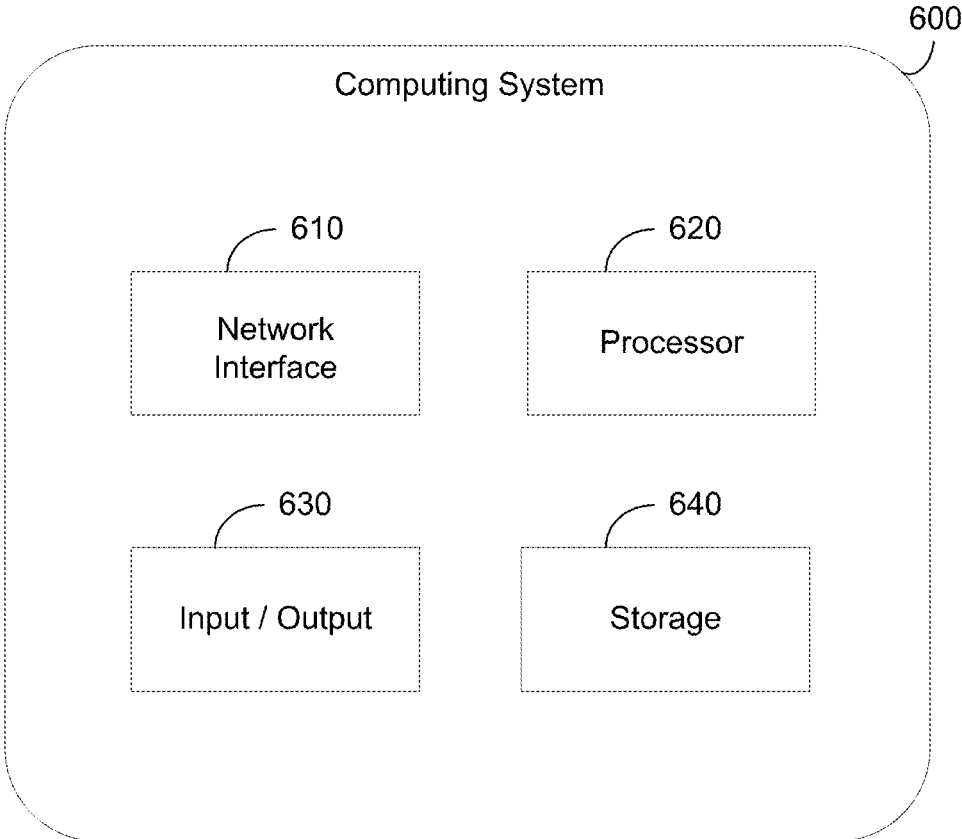 600
Computing System
610
620
Network
Interface
Processor
630
640
Input / Output
Storage